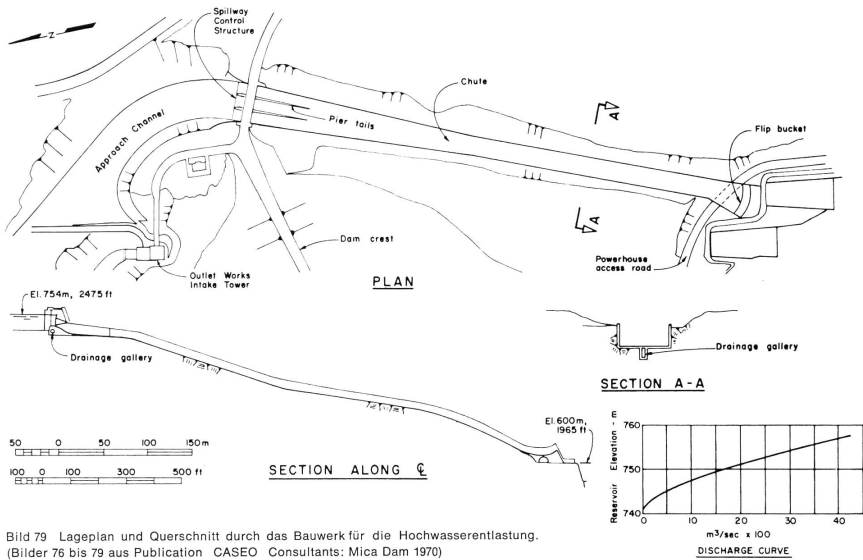 Z
Spillway
Control
Structure
Approach Channel
Pier tails
Chute
A
Flip bucket
A
Dam crest
Outlet Works
Intake Tower
Powerhouse
access road
PLAN
El. 754m, 2475 ft
Drainage gallery
Drainage gallery
SECTION A-A
El. 600m,
1965 ft
50 0 50 100 150 m
100 0 100 300 500 ft
SECTION ALONG ℄
Reservoir Elevation - m
760
750
740
0 10 20 30 40
m³/sec x 100
DISCHARGE CURVE
Bild 79 Lageplan und Querschnitt durch das Bauwerk für die Hochwasserentlastung.
(Bilder 76 bis 79 aus Publication CASEO Consultants: Mica Dam 1970)